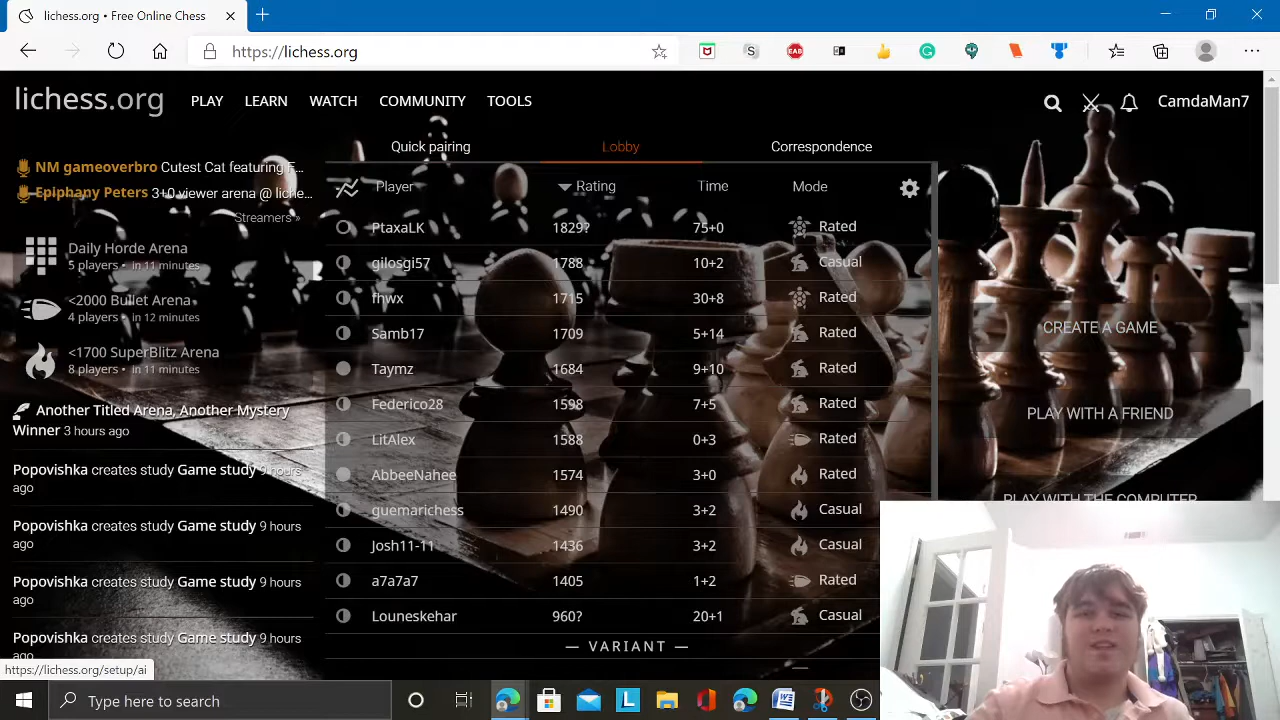 lichess.org • Free Online Chess
https://lichess.org
lichess.org PLAY LEARN WATCH COMMUNITY TOOLS CamdaMan7
Quick pairing Lobby Correspondence
NM gameoverbro Cutest Cat featuring F...
Epiphany Peters 3+0 viewer arena @ liche...
Streamers »
Daily Horde Arena
5 players • in 11 minutes
<2000 Bullet Arena
4 players • in 12 minutes
<1700 SuperBlitz Arena
8 players • in 11 minutes
Another Titled Arena, Another Mystery
Winner 3 hours ago
Popovishka creates study Game study 9 hours
ago
Popovishka creates study Game study 9 hours
ago
Popovishka creates study Game study 9 hours
ago
Popovishka creates study Game study 9 hours
Player Rating Time Mode
PtaxaLK 1829? 75+0 Rated
gilosgi57 1788 10+2 Casual
fhwx 1715 30+8 Rated
Samb17 1709 5+14 Rated
Taymz 1684 9+10 Rated
Federico28 1598 7+5 Rated
LitAlex 1588 0+3 Rated
AbbeeNahee 1574 3+0 Rated
guemarichess 1490 3+2 Casual
Josh11-11 1436 3+2 Casual
a7a7a7 1405 1+2 Rated
Louneskehar 960? 20+1 Casual
— VARIANT —
CREATE A GAME
PLAY WITH A FRIEND
PLAY WITH THE COMPUTER
https://lichess.org/setup/ai
Type here to search